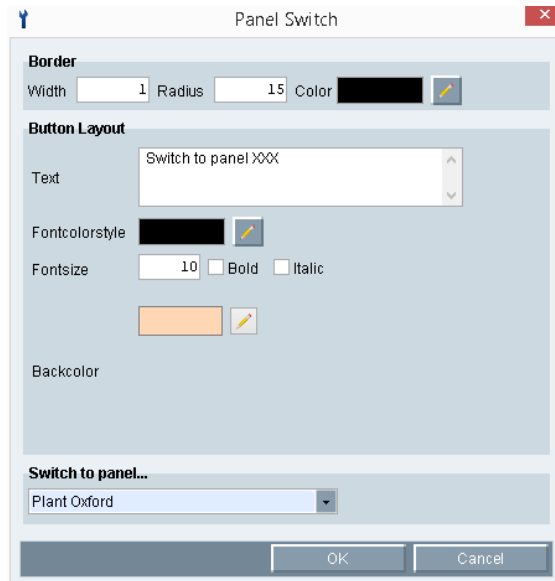 Panel Switch
Border
Width 1 Radius 15 Color
Button Layout
Text Switch to panel XXX
Fontcolorstyle
Fontsize 10 Bold Italic
Backcolor
Switch to panel...
Plant Oxford
OK Cancel